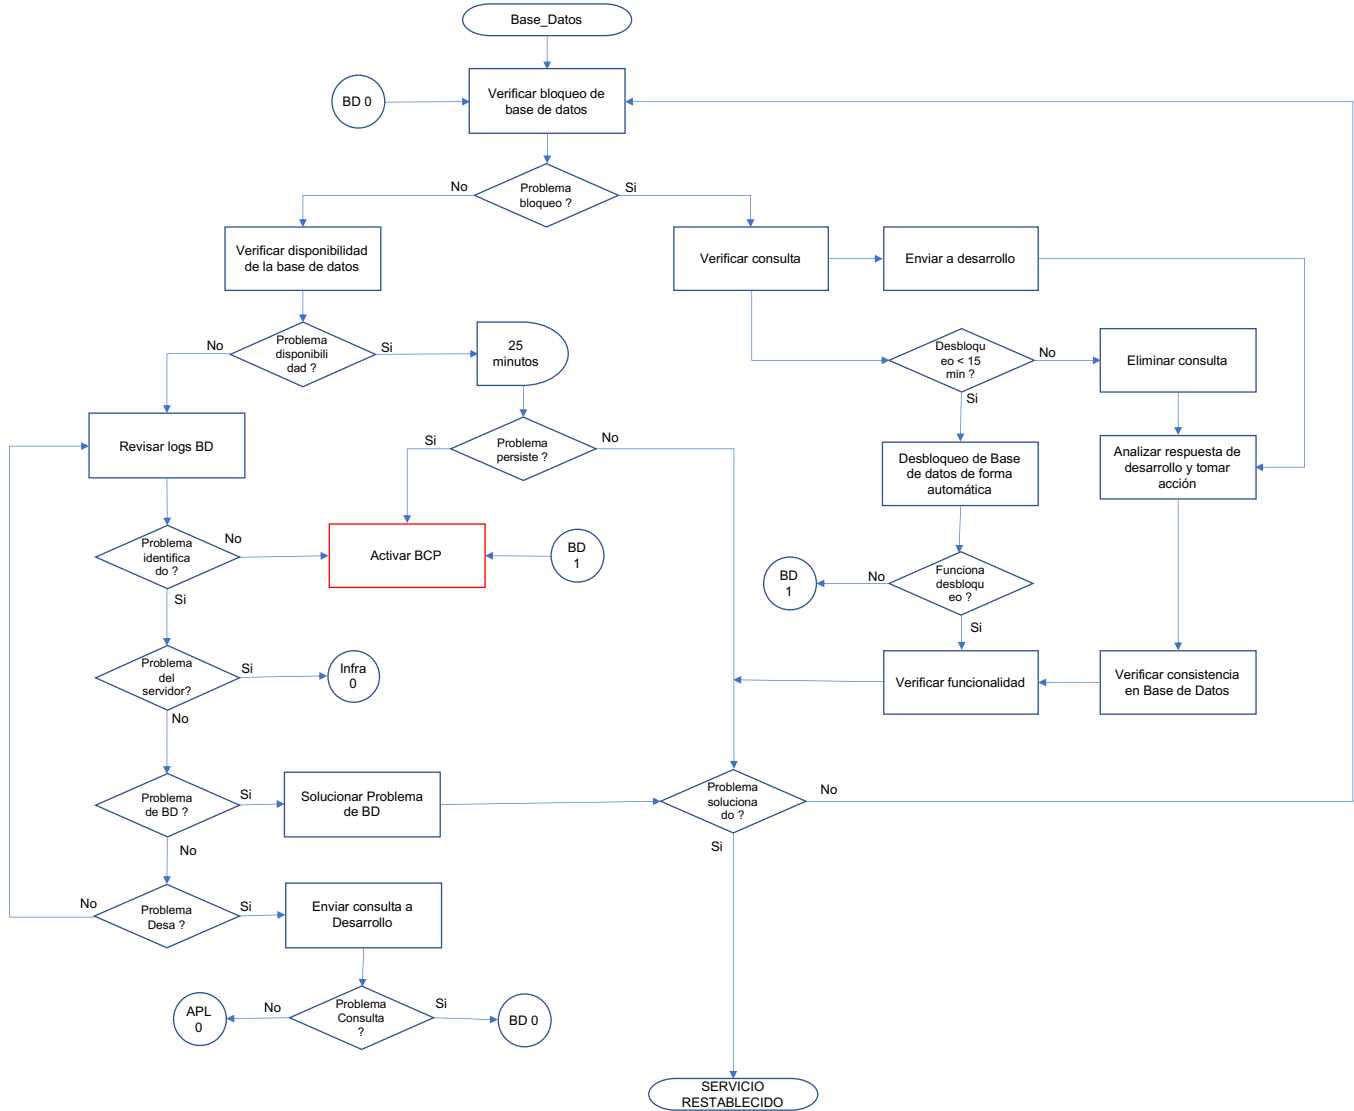 Base_Datos
BD 0
Verificar bloqueo de
base de datos
No
Problema
bloqueo ?
Si
Verificar disponibilidad
de la base de datos
Verificar consulta
Enviar a desarrollo
No
Problema
disponibili
dad ?
Si
25
minutos
Desbloqu
eo < 15
min ?
No
Eliminar consulta
Si
Revisar logs BD
Si
Problema
persiste ?
No
Desbloqueo de Base
de datos de forma
automática
Analizar respuesta de
desarrollo y tomar
acción
Problema
identifica
do ?
No
Activar BCP
BD
1
BD
1
No
Funciona
desbloqu
eo ?
Si
Si
Problema
del
servidor?
Si
Infra
0
Verificar funcionalidad
Verificar consistencia
en Base de Datos
No
Problema
de BD ?
Si
Solucionar Problema
de BD
Problema
soluciona
do ?
No
No
Si
No
Problema
Desa ?
Si
Enviar consulta a
Desarrollo
APL
0
No
Problema
Consulta
?
Si
BD 0
SERVICIO
RESTABLECIDO